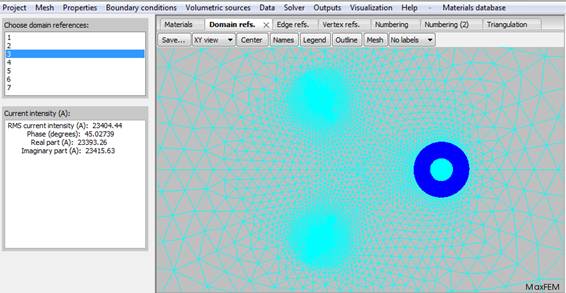 Project Mesh Properties Boundary conditions Volumetric sources Data Solver Outputs Visualization Help - Materials database
Choose domain references:
1
2
3
4
5
6
7
Current intensity (A):
RMS current intensity (A): 23404.44
Phase (degrees): 45.02739
Real part (A): 23393.26
Imaginary part (A): 23415.63
Materials Domain refs. x Edge refs. Vertex refs. Numbering Numbering (2) Triangulation
Save... XY view Center Names Legend Outline Mesh No labels
MaxFEM